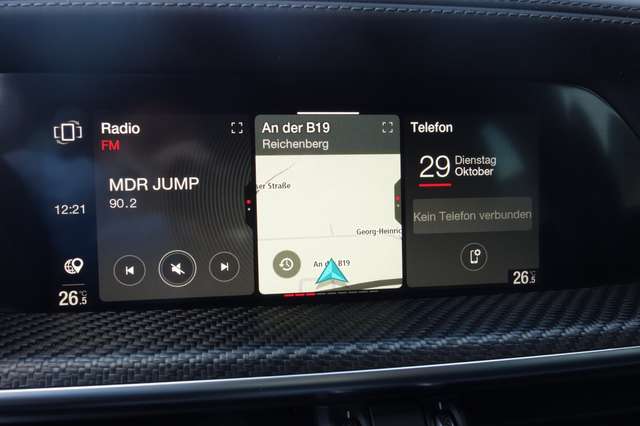 Radio
FM
MDR JUMP
90.2
12:21
26.5°C
An der B19
Reichenberg
ser Straße
Georg-Heinric
An der B19
Telefon
29 Dienstag
Oktober
Kein Telefon verbunden
26.5°C